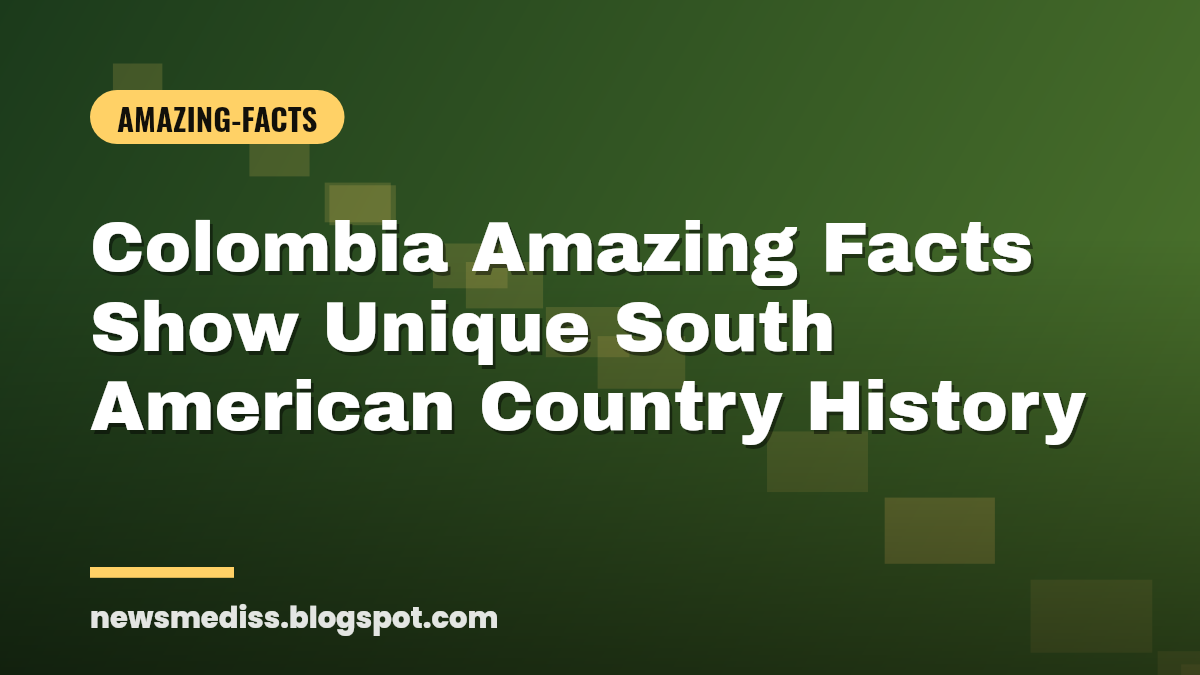 AMAZING-FACTS
Colombia Amazing Facts
Show Unique South
American Country History
newsmediss.blogspot.com